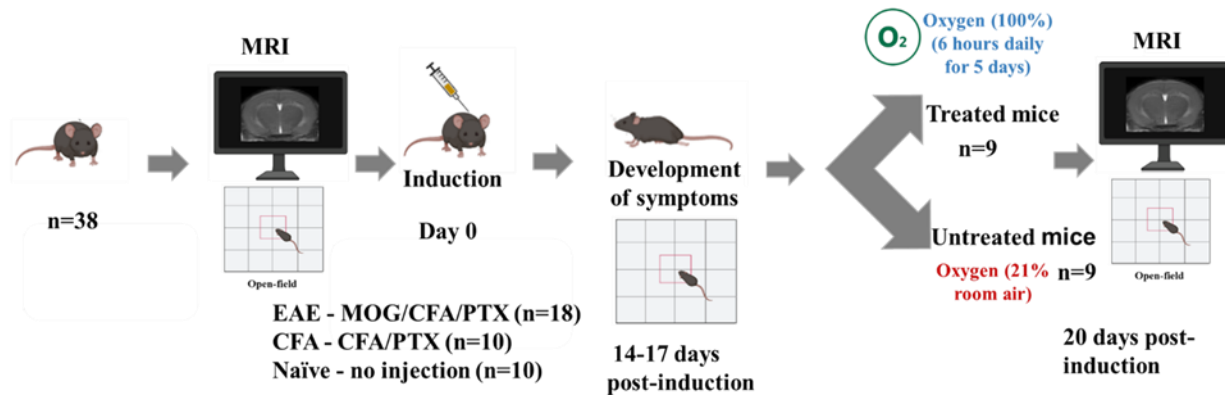 n=38
MRI
Open-field
Induction
Day 0
EAE - MOG/CFA/PTX (n=18)
CFA - CFA/PTX (n=10)
Naïve - no injection (n=10)
Development
of symptoms
14-17 days
post-induction
O₂
Oxygen (100%)
(6 hours daily
for 5 days)
Treated mice
n=9
Untreated mice
Oxygen (21%
room air)
n=9
MRI
Open-field
20 days post-
induction